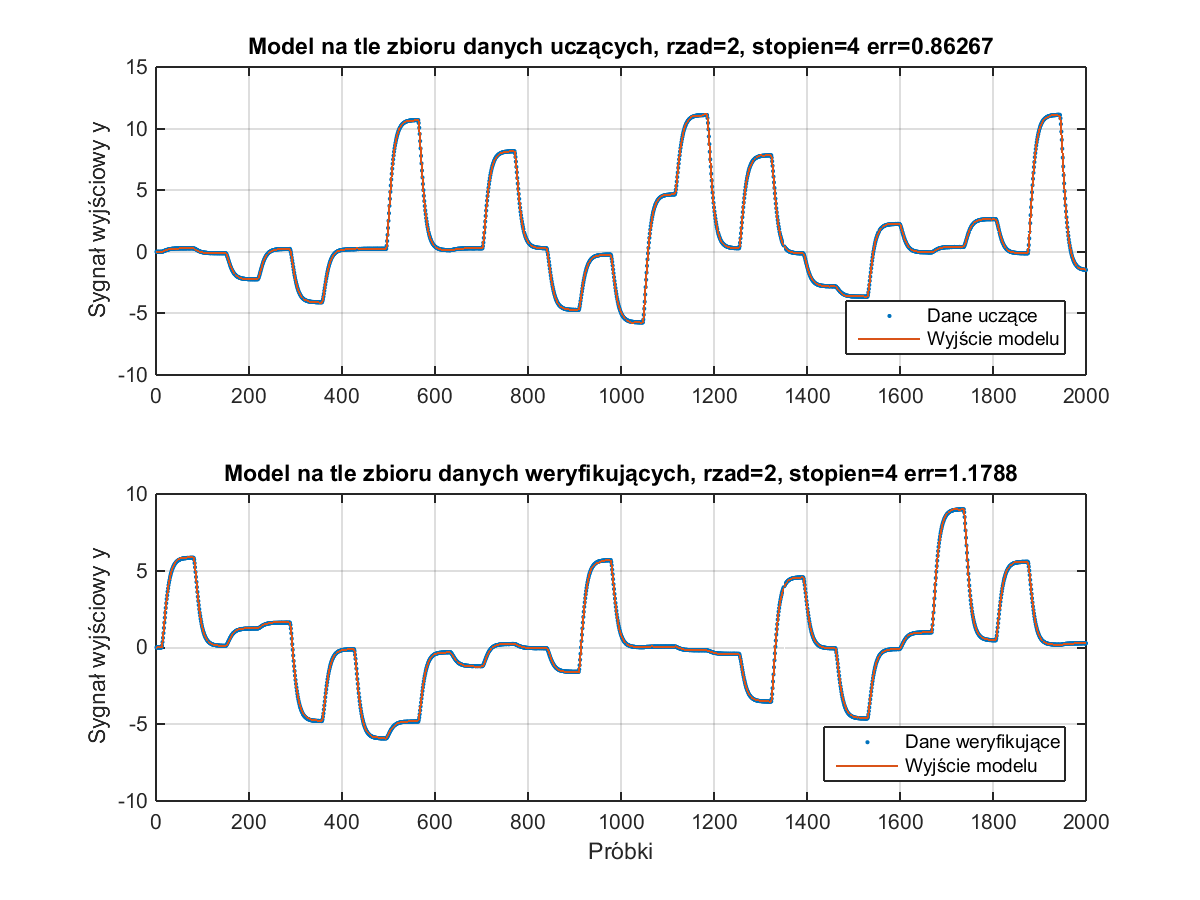 Model na tle zbioru danych uczących, rzad=2, stopien=4 err=0.86267
Sygnał wyjściowy y
15
10
5
0
-5
-10
0 200 400 600 800 1000 1200 1400 1600 1800 2000
Dane uczące
Wyjście modelu
Model na tle zbioru danych weryfikujących, rzad=2, stopien=4 err=1.1788
Sygnał wyjściowy y
10
5
0
-5
-10
0 200 400 600 800 1000 1200 1400 1600 1800 2000
Dane weryfikujące
Wyjście modelu
Próbki